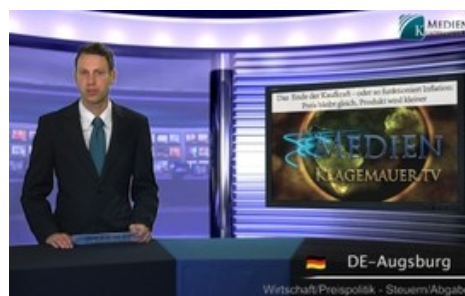 K MEDIEN
Das Ende der Kaufkraft - oder so funktioniert Inflation:
Preis bleibt gleich, Produkt wird kleiner
MEDIEN
KLAGEMAUER.TV
DE-Augsburg
Wirtschaft/Preispolitik - Steuern/Abgab